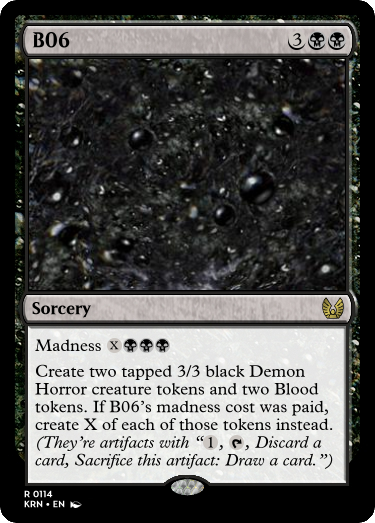 B06 3
Sorcery
Madness X
Create two tapped 3/3 black Demon
Horror creature tokens and two Blood
tokens. If B06's madness cost was paid,
create X of each of those tokens instead.
(They're artifacts with “1, , Discard a
card, Sacrifice this artifact: Draw a card.”)
R 0114
KRN • EN